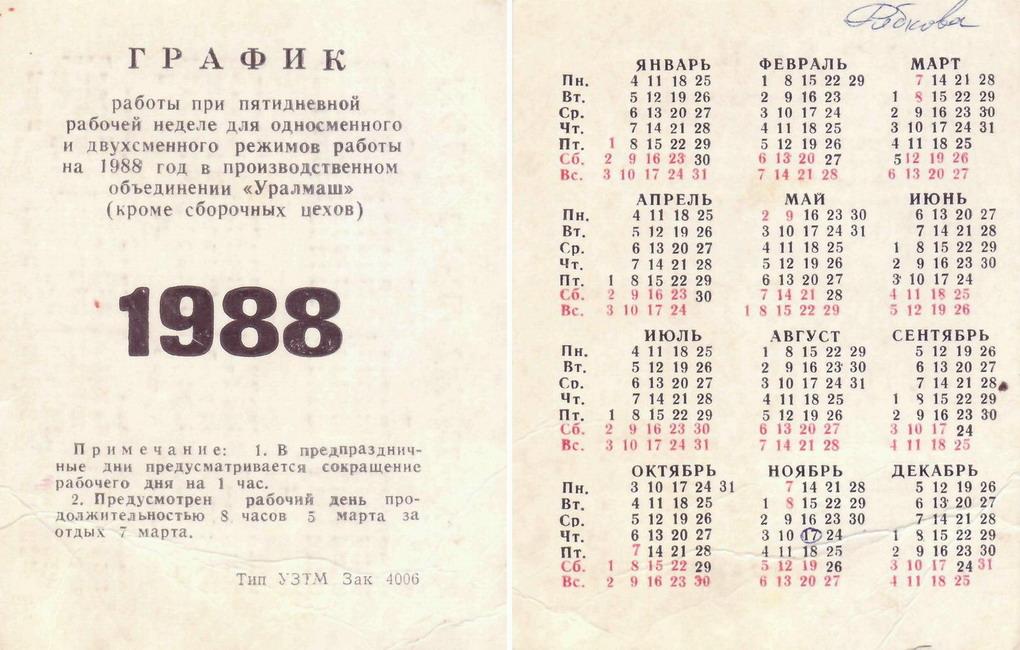 ГРАФИК
работы при пятидневной
рабочей неделе для односменного
и двухсменного режимов работы
на 1988 год в производственном
объединении «Уралмаш»
(кроме сборочных цехов)
1988
Примечание: 1. В предпразднич-
ные дни предусматривается сокращение
рабочего дня на 1 час.
2. Предусмотрен рабочий день про-
должительностью 8 часов 5 марта за
отдых 7 марта.
Тип УЗТМ Зак 4006
ЯНВАРЬ ФЕВРАЛЬ МАРТ
Пн. 4 11 18 25 1 8 15 22 29 7 14 21 28
Вт. 5 12 19 26 2 9 16 23 1 8 15 22 29
Ср. 6 13 20 27 3 10 17 24 2 9 16 23 30
Чт. 7 14 21 28 4 11 18 25 3 10 17 24 31
Пт. 1 8 15 22 29 5 12 19 26 4 11 18 25
Сб. 2 9 16 23 30 6 13 20 27 5 12 19 26
Вс. 3 10 17 24 31 7 14 21 28 6 13 20 27
АПРЕЛЬ МАЙ ИЮНЬ
Пн. 4 11 18 25 2 9 16 23 30 6 13 20 27
Вт. 5 12 19 26 3 10 17 24 31 7 14 21 28
Ср. 6 13 20 27 4 11 18 25 1 8 15 22 29
Чт. 7 14 21 28 5 12 19 26 2 9 16 23 30
Пт. 1 8 15 22 29 6 13 20 27 3 10 17 24
Сб. 2 9 16 23 30 7 14 21 28 4 11 18 25
Вс. 3 10 17 24 1 8 15 22 29 5 12 19 26
ИЮЛЬ АВГУСТ СЕНТЯБРЬ
Пн. 4 11 18 25 1 8 15 22 29 5 12 19 26
Вт. 5 12 19 26 2 9 16 23 30 6 13 20 27
Ср. 6 13 20 27 3 10 17 24 31 7 14 21 28
Чт. 7 14 21 28 4 11 18 25 1 8 15 22 29
Пт. 1 8 15 22 29 5 12 19 26 2 9 16 23 30
Сб. 2 9 16 23 30 6 13 20 27 3 10 17 24
Вс. 3 10 17 24 31 7 14 21 28 4 11 18 25
ОКТЯБРЬ НОЯБРЬ ДЕКАБРЬ
Пн. 3 10 17 24 31 7 14 21 28 5 12 19 26
Вт. 4 11 18 25 1 8 15 22 29 6 13 20 27
Ср. 5 12 19 26 2 9 16 23 30 7 14 21 28
Чт. 6 13 20 27 3 10 17 24 1 8 15 22 29
Пт. 7 14 21 28 4 11 18 25 2 9 16 23 30
Сб. 1 8 15 22 29 5 12 19 26 3 10 17 24 31
Вс. 2 9 16 23 30 6 13 20 27 4 11 18 25